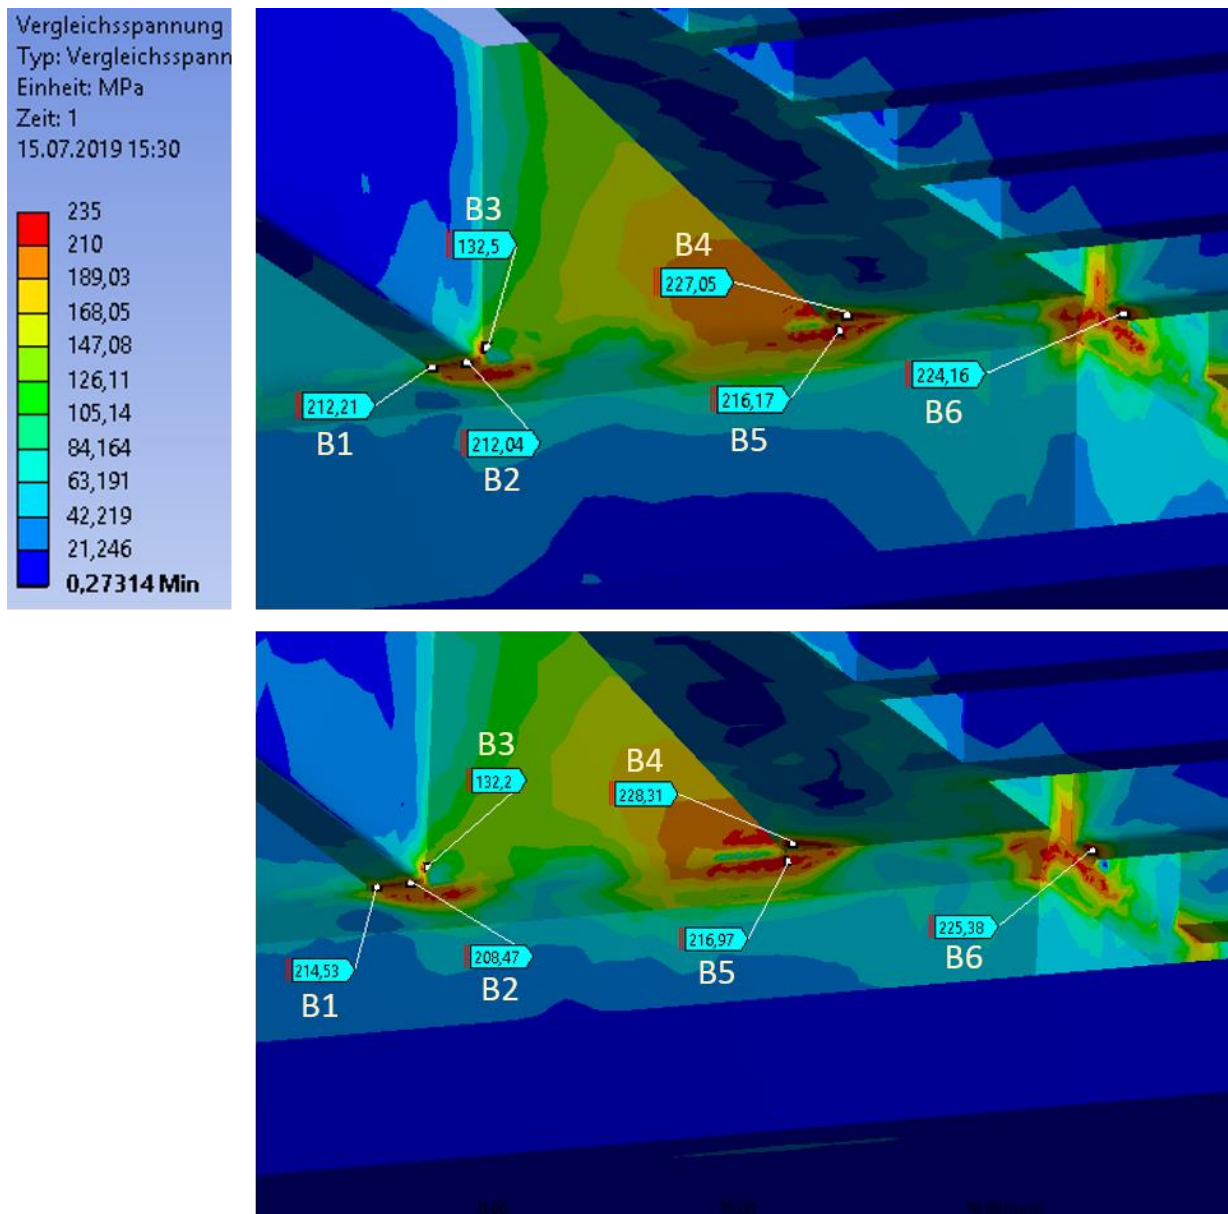 Vergleichsspannung
Typ: Vergleichsspann
Einheit: MPa
Zeit: 1
15.07.2019 15:30
235
210
189,03
168,05
147,08
126,11
105,14
84,164
63,191
42,219
21,246
0,27314 Min
B3
132,5
B4
227,05
212,21
B1
212,04
B2
216,17
B5
224,16
B6
B3
132,2
B4
228,31
214,53
B1
208,47
B2
216,97
B5
225,38
B6